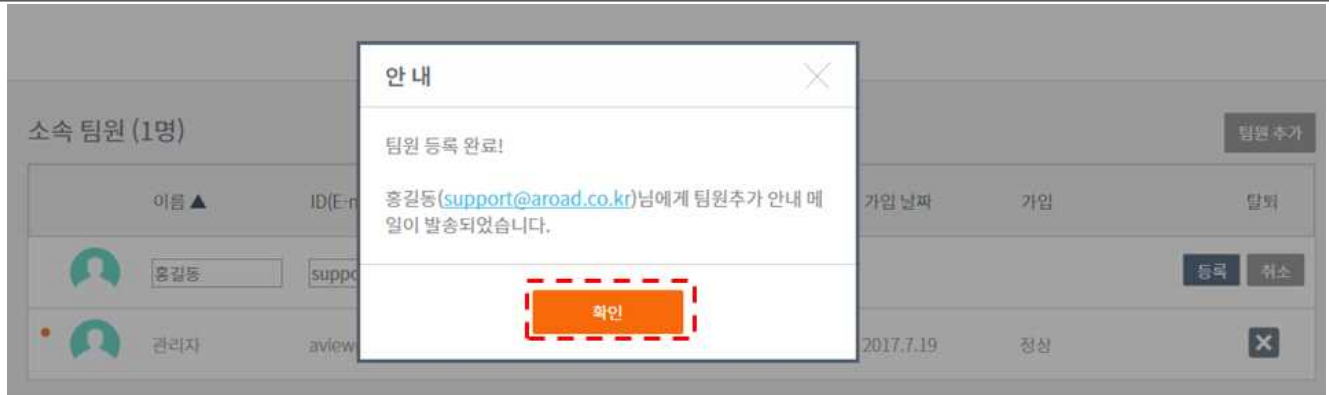 안 내
팀원 등록 완료!
홍길동(support@aroad.co.kr)님에게 팀원추가 안내 메
일이 발송되었습니다.
확인
소속 팀원 (1명)
팀원 추가
이름▲ ID(E-m 가입 날짜 가입 탈퇴
홍길동 suppo 등록 취소
관리자 aview 2017.7.19 정상